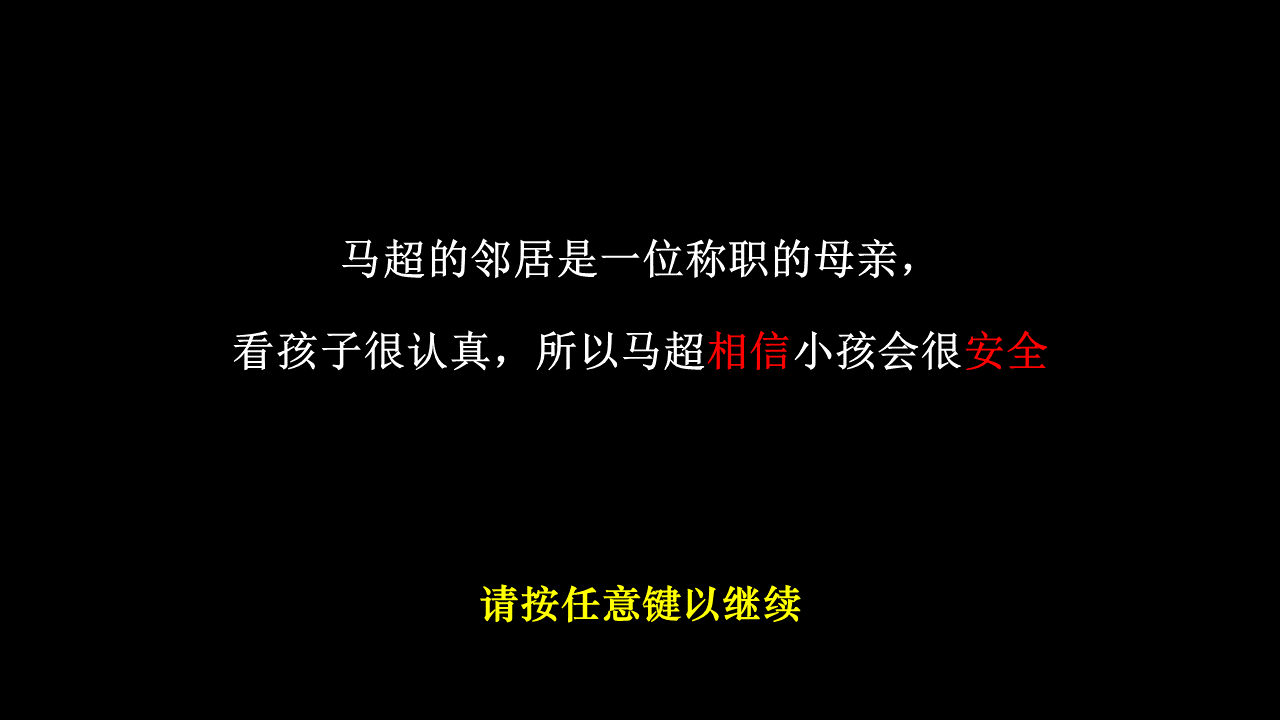 马超的邻居是一位称职的母亲，
看孩子很认真，所以马超相信小孩会很安全
请按任意键以继续